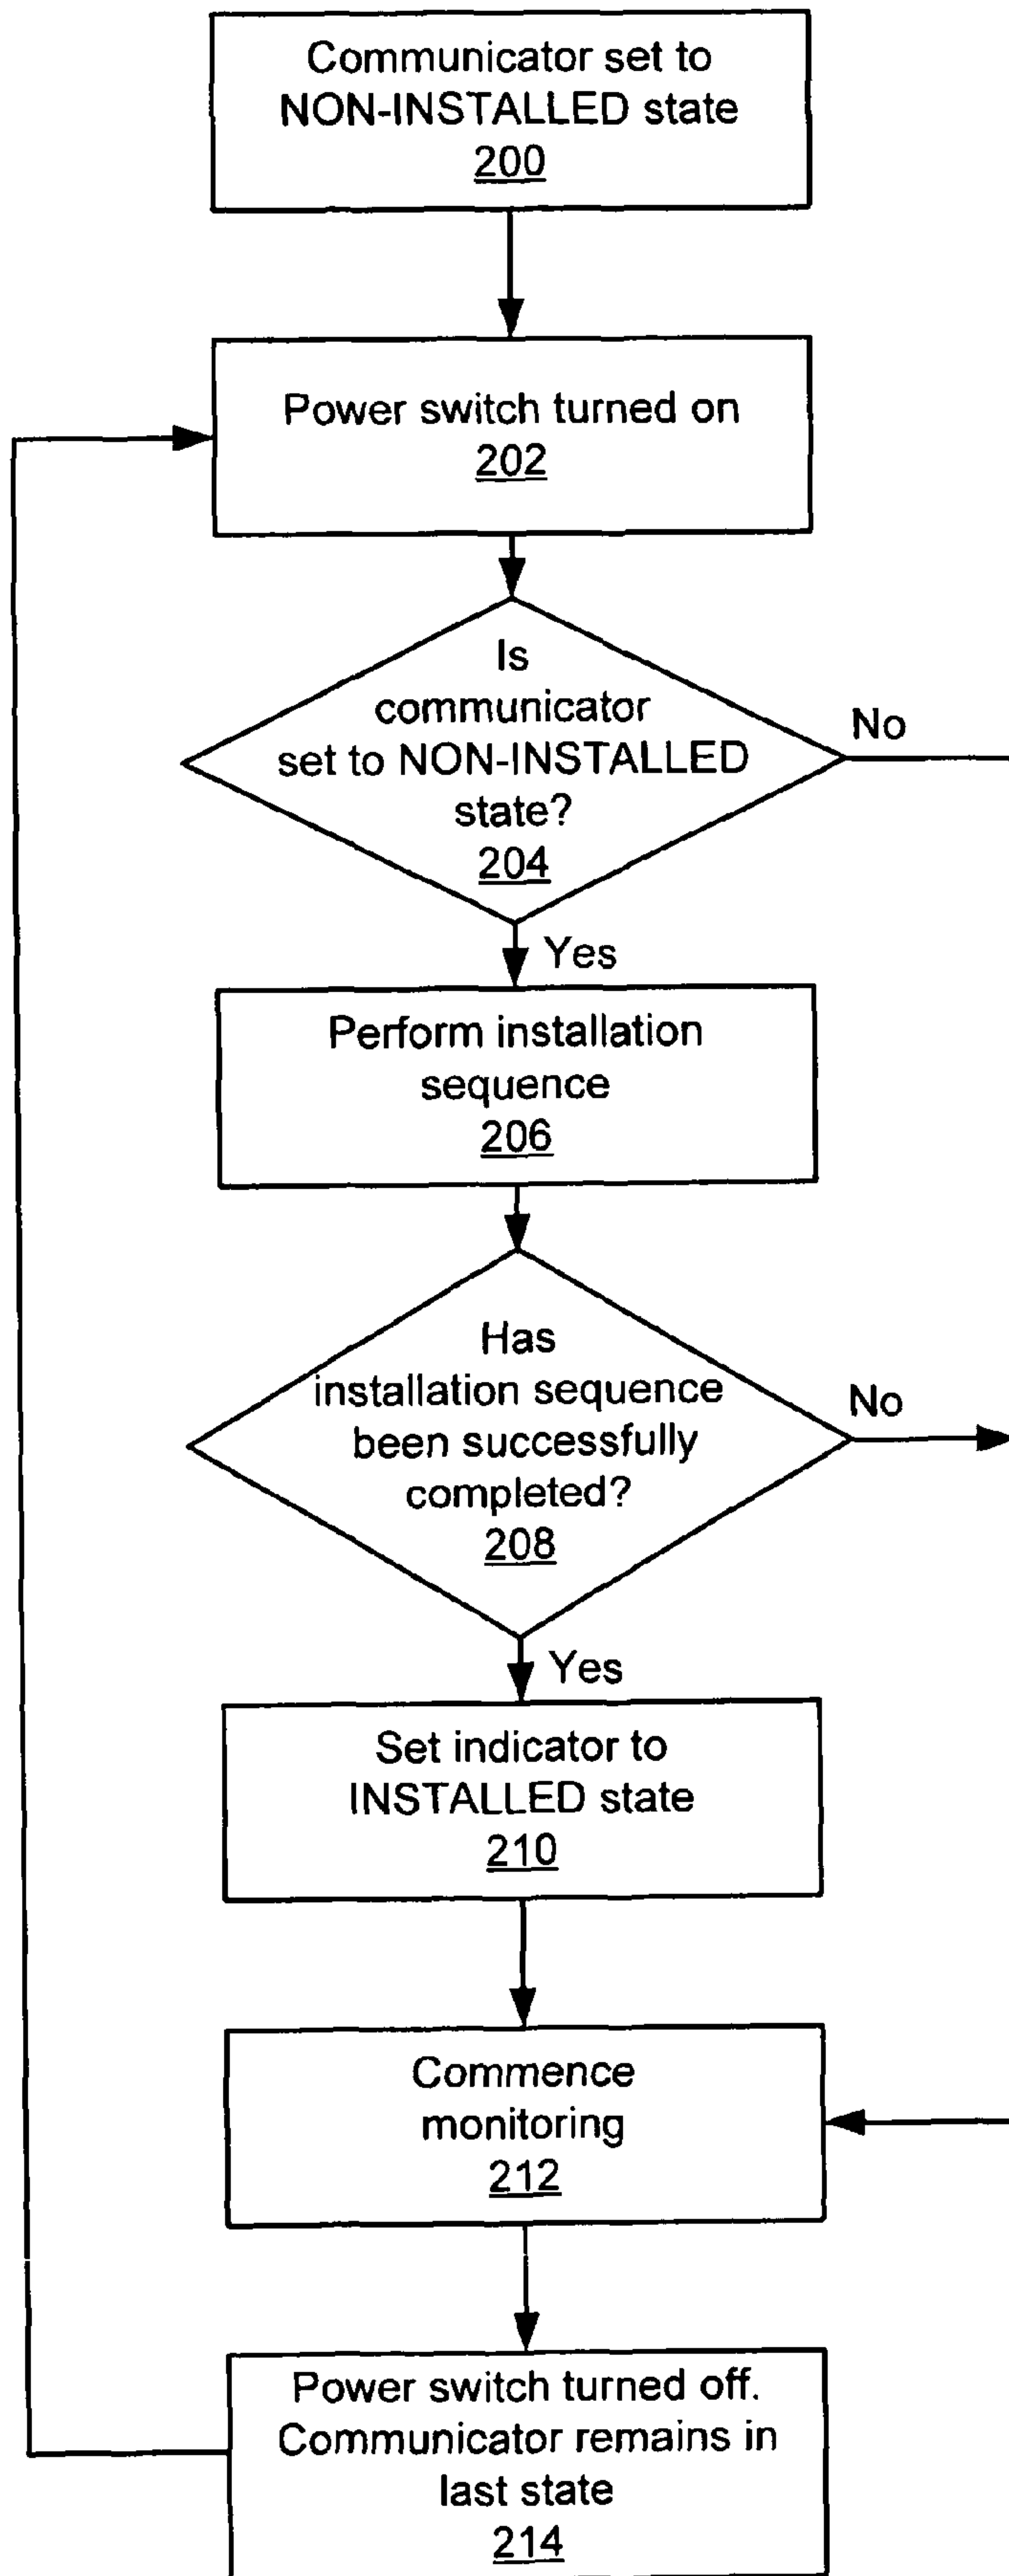 Communicator set to
NON-INSTALLED state
200
Power switch turned on
202
Is
communicator
set to NON-INSTALLED
state?
204
No
Yes
Perform installation
sequence
206
Has
installation sequence
been successfully
completed?
208
No
Yes
Set indicator to
INSTALLED state
210
Commence
monitoring
212
Power switch turned off.
Communicator remains in
last state
214